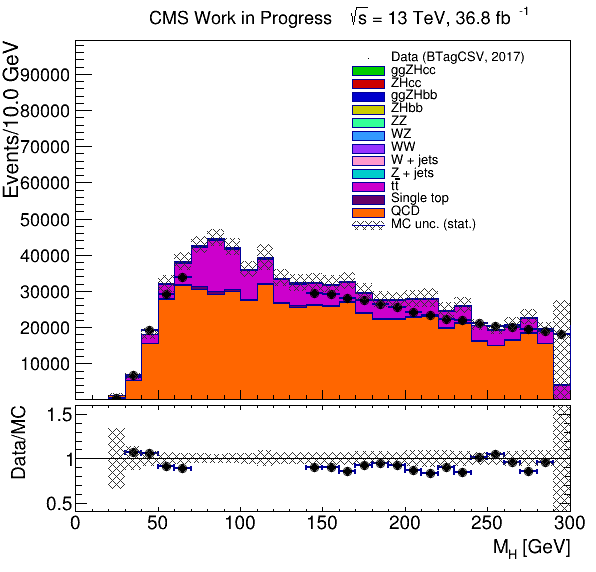 CMS Work in Progress √s = 13 TeV, 36.8 fb⁻¹
Events/10.0 GeV
90000
80000
70000
60000
50000
40000
30000
20000
10000
Data (BTagCSV, 2017)
ggZHcc
ZHcc
ggZHbb
ZHbb
ZZ
WZ
WW
W + jets
Z + jets
tt̅
Single top
QCD
MC unc. (stat.)
Data/MC
1.5
1
0.5
0 50 100 150 200 250 300
M_H [GeV]